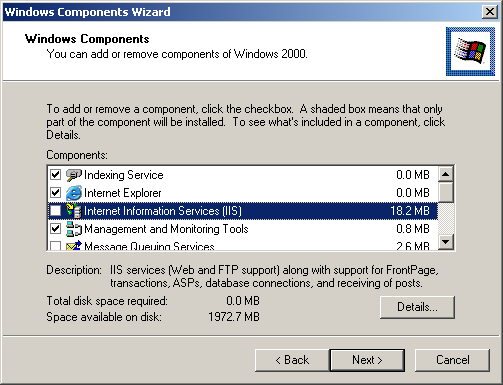 Windows Components Wizard
Windows Components
You can add or remove components of Windows 2000.
To add or remove a component, click the checkbox. A shaded box means that only
part of the component will be installed. To see what's included in a component, click
Details.
Components:
Indexing Service 0.0 MB
Internet Explorer 0.0 MB
Internet Information Services (IIS) 18.2 MB
Management and Monitoring Tools 0.8 MB
Message Queuing Services 2.6 MB
Description: IIS services (Web and FTP support) along with support for FrontPage,
transactions, ASPs, database connections, and receiving of posts.
Total disk space required: 0.0 MB
Space available on disk: 1972.7 MB
Details...
< Back Next > Cancel